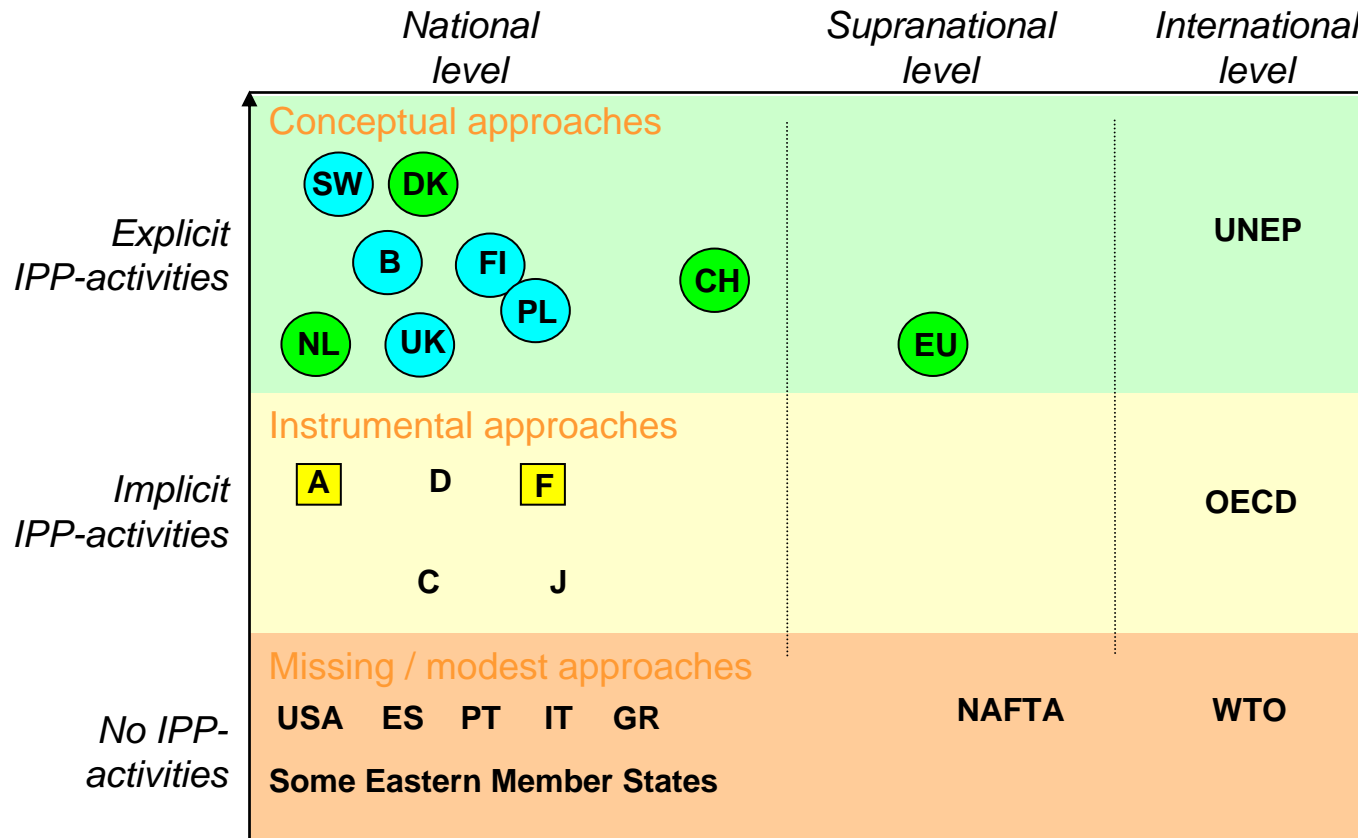 National level
Supranational level
International level
Conceptual approaches
Explicit IPP-activities
SW
DK
B
FI
CH
PL
NL
UK
EU
UNEP
Instrumental approaches
Implicit IPP-activities
A
D
F
C
J
OECD
Missing / modest approaches
No IPP-activities
USA ES PT IT GR
NAFTA
WTO
Some Eastern Member States